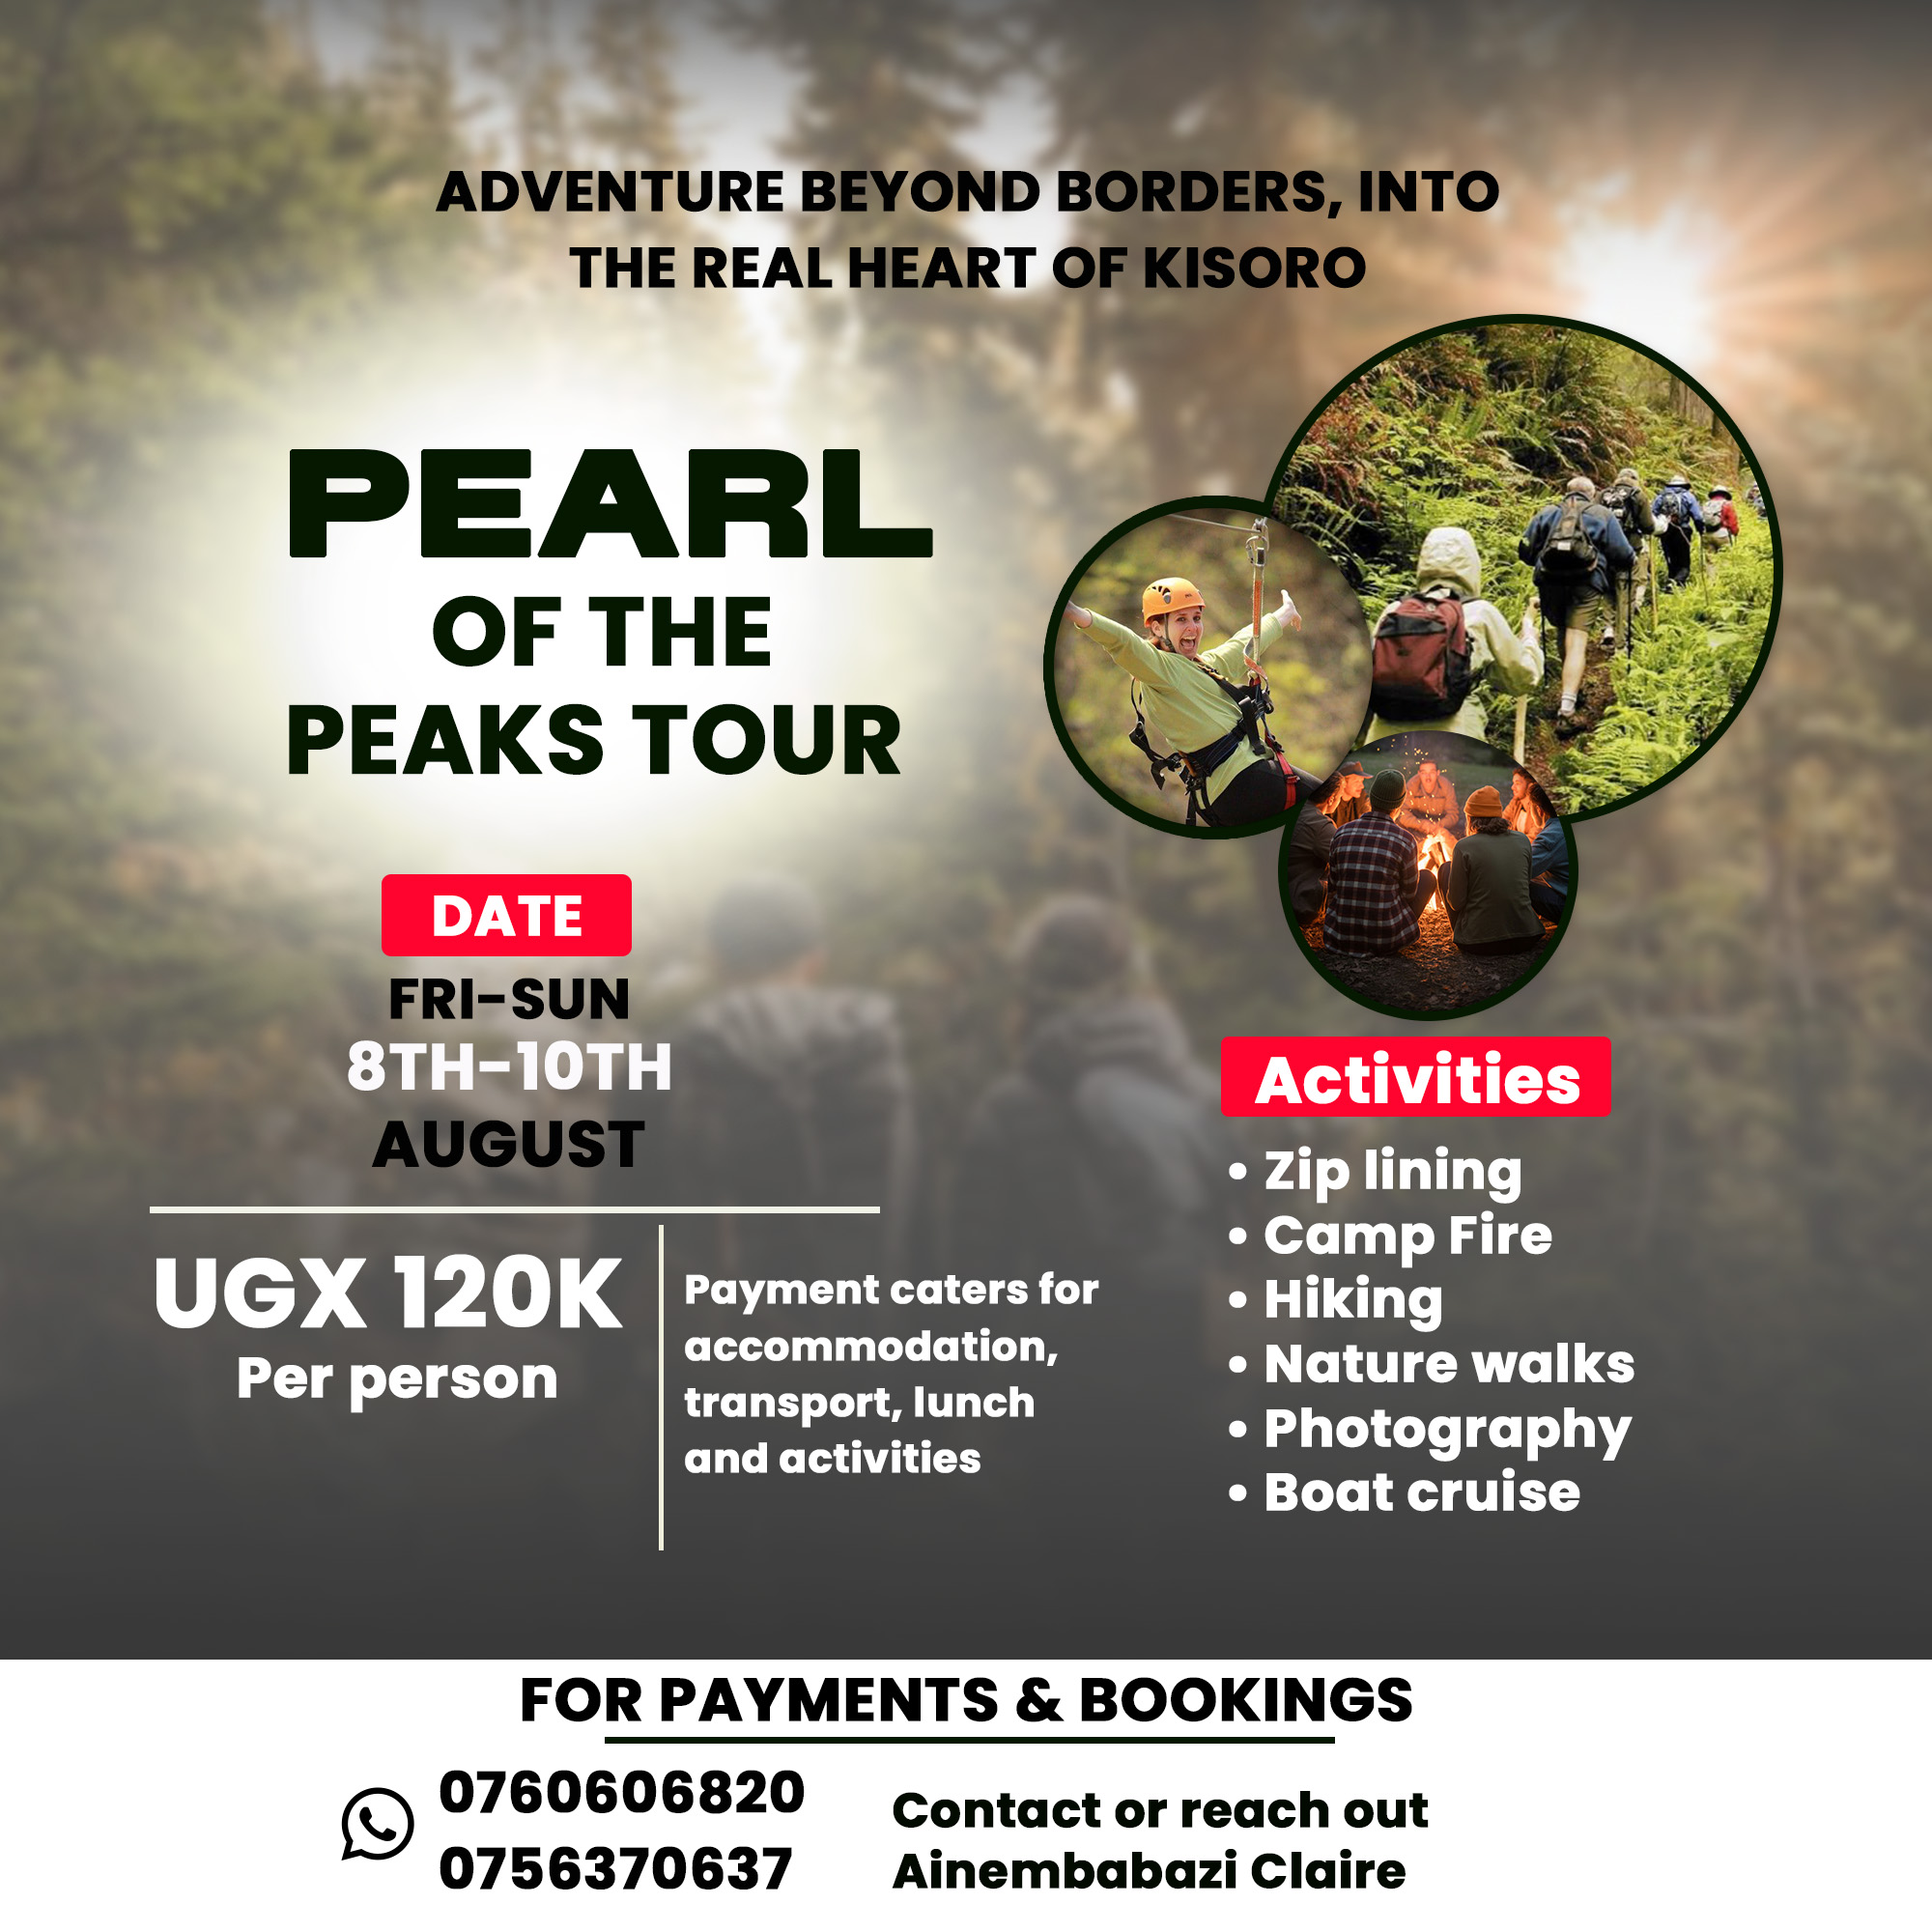 ADVENTURE BEYOND BORDERS, INTO
THE REAL HEART OF KISORO
PEARL
OF THE
PEAKS TOUR
DATE
FRI-SUN
8TH-10TH
AUGUST
UGX 120K
Per person
Payment caters for
accommodation,
transport, lunch
and activities
Activities
• Zip lining
• Camp Fire
• Hiking
• Nature walks
• Photography
• Boat cruise
FOR PAYMENTS & BOOKINGS
0760606820
0756370637
Contact or reach out
Ainembabazi Claire